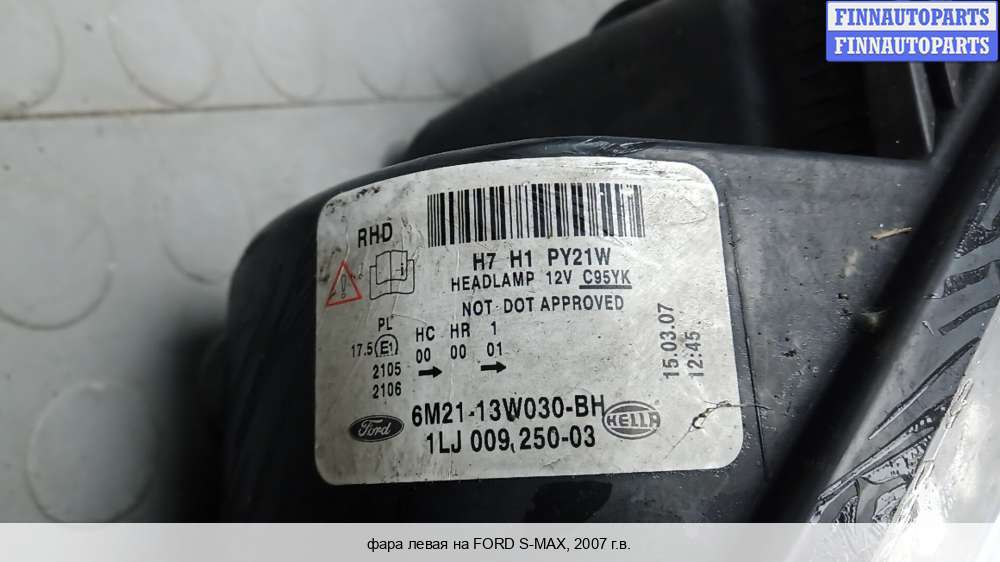 FINNAUTOPARTS
FINNAUTOPARTS
RHD
H7 H1 PY21W
HEADLAMP 12V C95YK
NOT DOT APPROVED
PL HC HR 1
17.5 E1 00 00 01
2105
2106
15.03.07
12:45
Ford
6M21-13W030-BH
1LJ 009.250-03
HELLA
фара левая на FORD S-MAX, 2007 г.в.